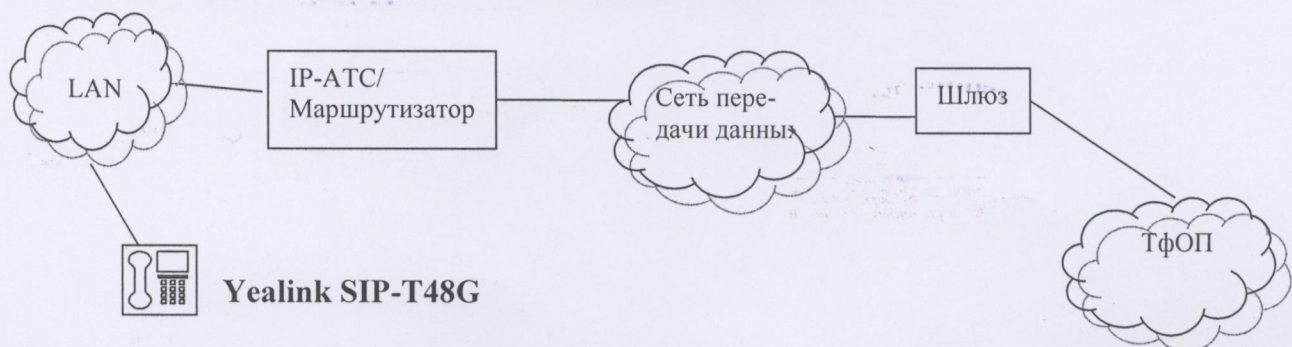 LAN
IP-АТС/
Маршрутизатор
Сеть пере-
дачи данных
Шлюз
ТфОП
Yealink SIP-T48G